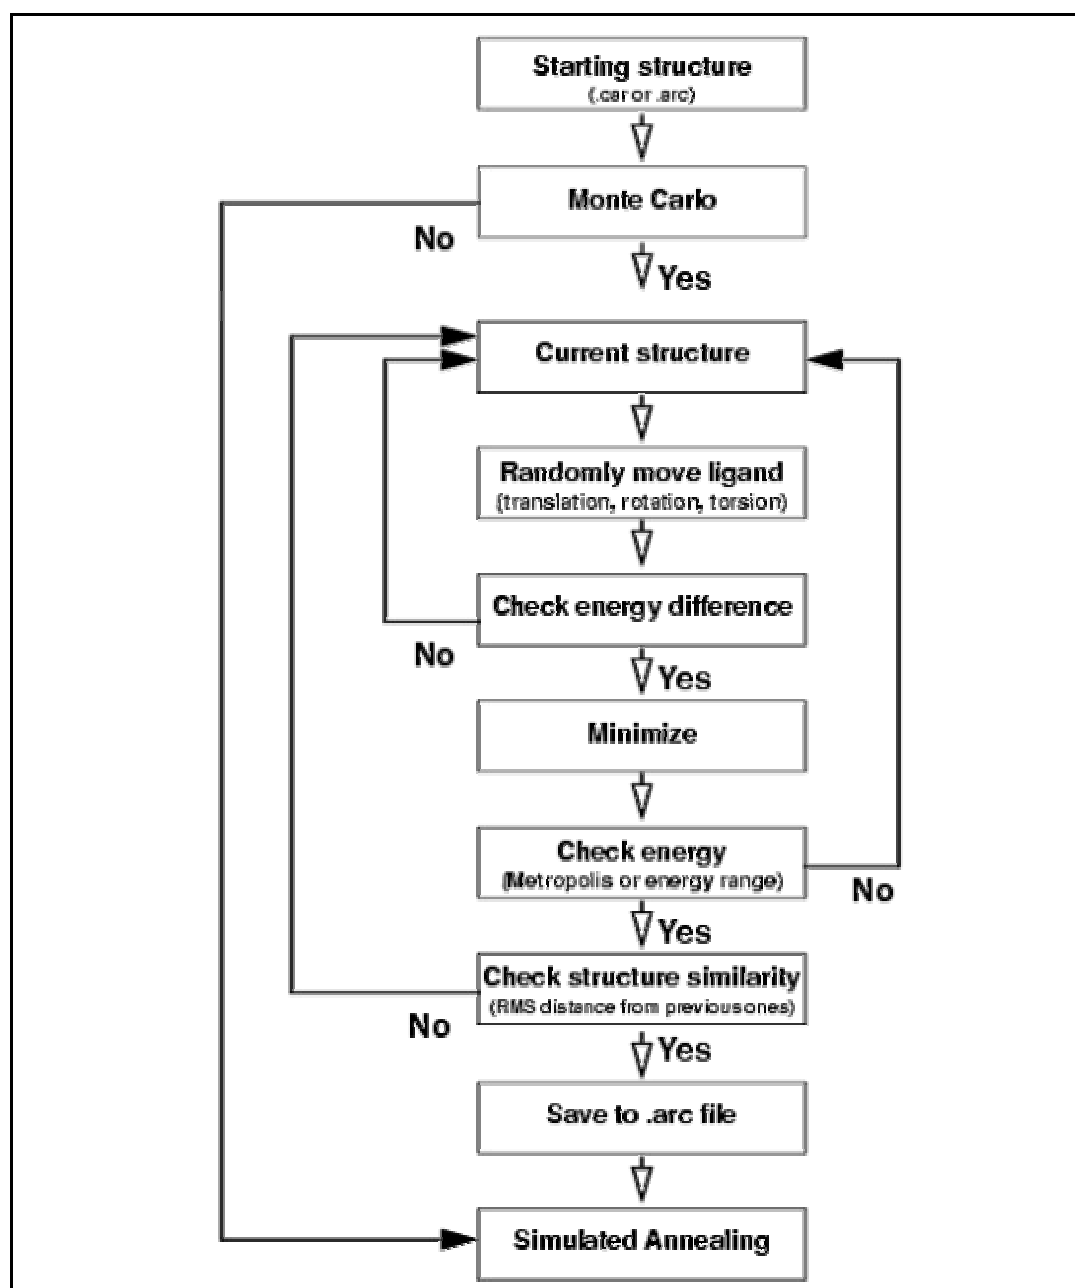 Starting structure
(.car or .arc)
Monte Carlo
No
Yes
Current structure
Randomly move ligand
(translation, rotation, torsion)
Check energy difference
No
Yes
Minimize
Check energy
(Metropolis or energy range)
No
Yes
Check structure similarity
(RMS distance from previous ones)
No
Yes
Save to .arc file
Simulated Annealing